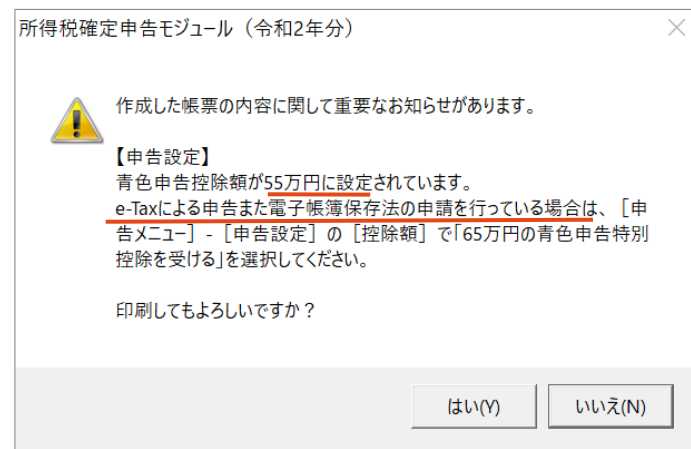 所得税確定申告モジュール（令和2年分）
作成した帳票の内容に関して重要なお知らせがあります。
【申告設定】
青色申告控除額が55万円に設定されています。
e-Taxによる申告また電子帳簿保存法の申請を行っている場合は、［申
告メニュー］-［申告設定］の［控除額］で「65万円の青色申告特別
控除を受ける」を選択してください。
印刷してもよろしいですか？
はい(Y)
いいえ(N)